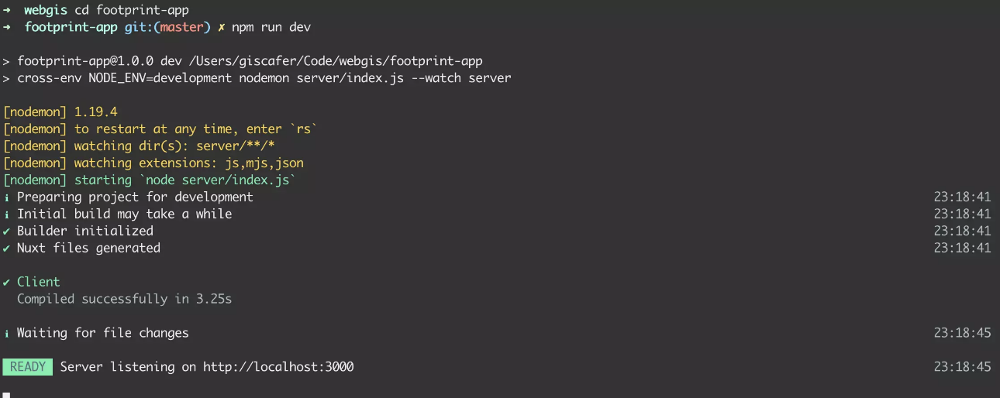 ➜ webgis cd footprint-app
➜ footprint-app git:(master) ✗ npm run dev
> footprint-app@1.0.0 dev /Users/giscafer/Code/webgis/footprint-app
> cross-env NODE_ENV=development nodemon server/index.js --watch server
[nodemon] 1.19.4
[nodemon] to restart at any time, enter `rs`
[nodemon] watching dir(s): server/**/*
[nodemon] watching extensions: js,mjs,json
[nodemon] starting `node server/index.js`
ℹ Preparing project for development 23:18:41
ℹ Initial build may take a while 23:18:41
✔ Builder initialized 23:18:41
✔ Nuxt files generated 23:18:41
✔ Client
Compiled successfully in 3.25s
ℹ Waiting for file changes 23:18:45
READY Server listening on http://localhost:3000 23:18:45